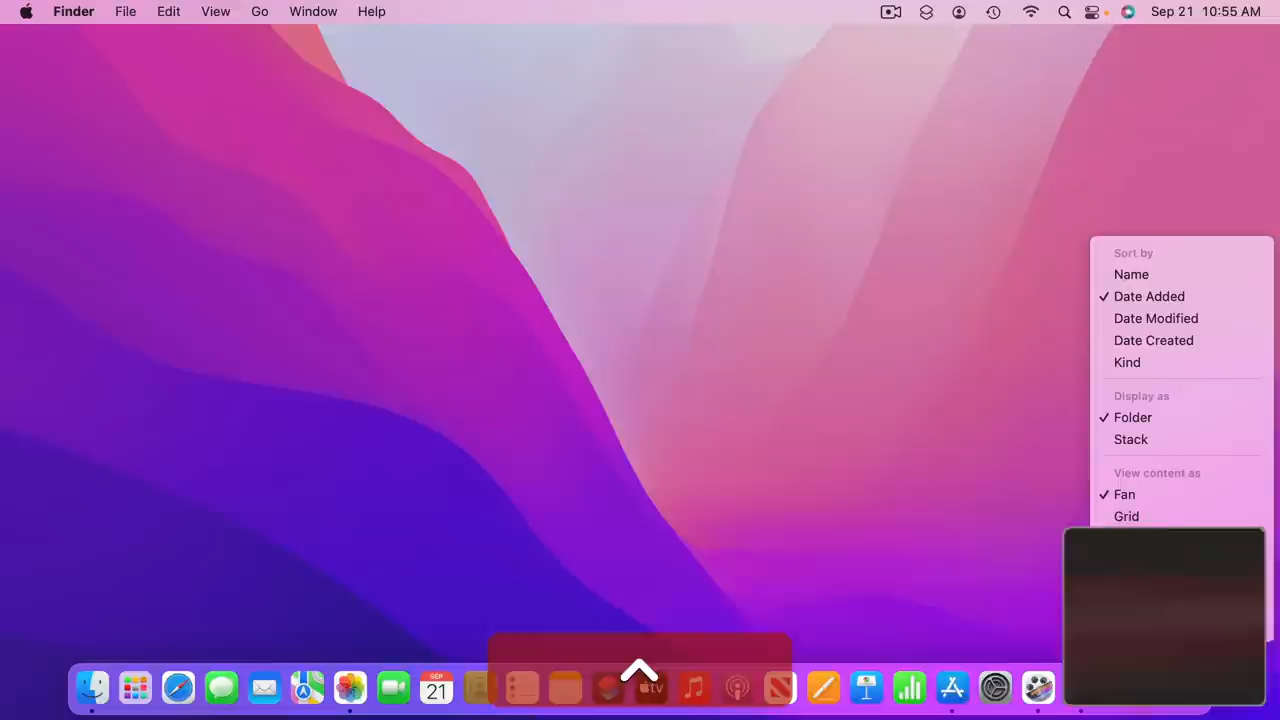 Finder File Edit View Go Window Help Sep 21 10:55 AM
Sort by
Name
Date Added
Date Modified
Date Created
Kind
Display as
Folder
Stack
View content as
Fan
Grid
SEP
21
tv